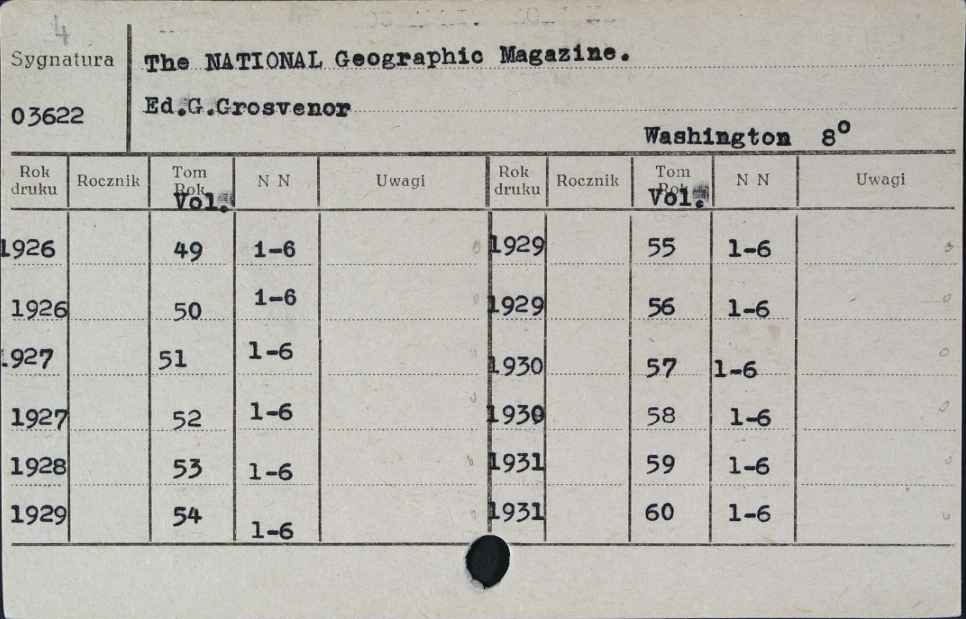 4
Sygnatura
The NATIONAL Geographic Magazine.
03622
Ed.G.Grosvenor
Washington 8°
Rok druku Rocznik Tom Rok Vol. N N Uwagi Rok druku Rocznik Tom Rok Vol. N N Uwagi
1926 49 1-6 1929 55 1-6
1926 50 1-6 1929 56 1-6
1927 51 1-6 1930 57 1-6
1927 52 1-6 1930 58 1-6
1928 53 1-6 1931 59 1-6
1929 54 1-6 1931 60 1-6